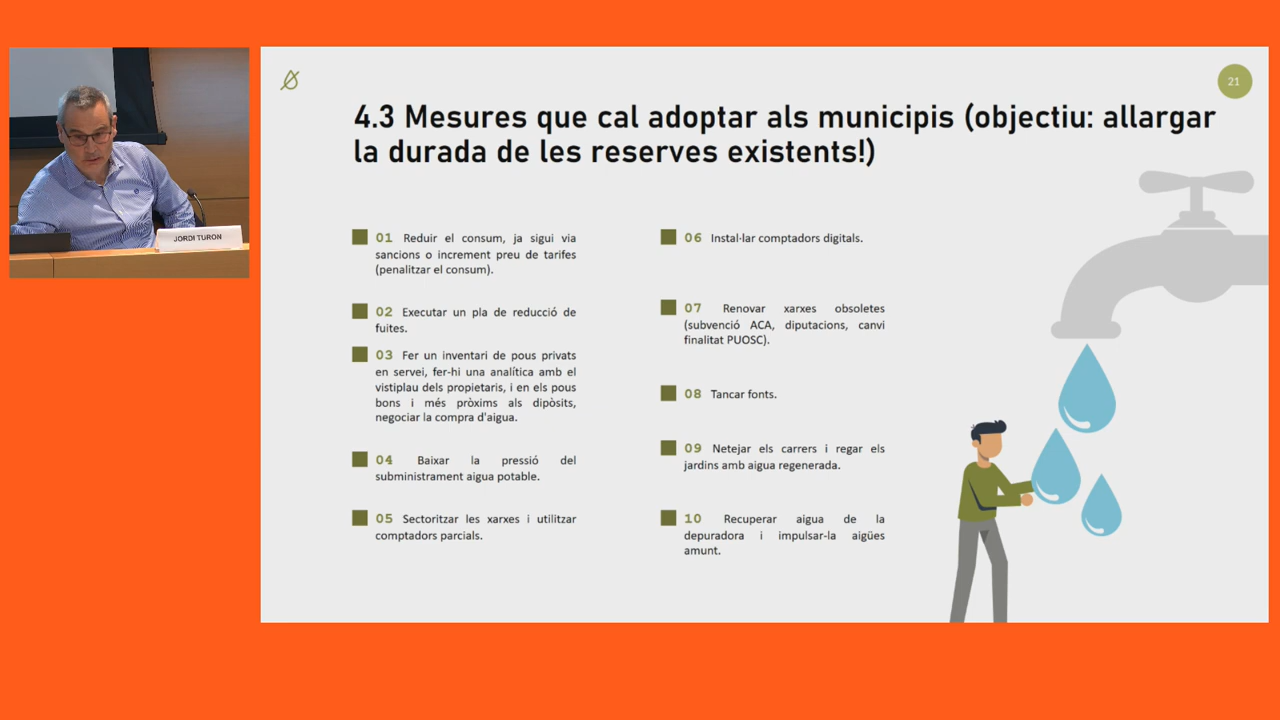 JORDI TURON
21
4.3 Mesures que cal adoptar als municipis (objectiu: allargar
la durada de les reserves existents!)
01 Reduir el consum, ja sigui via
sancions o increment preu de tarifes
(penalitzar el consum).
02 Executar un pla de reducció de
fuites.
03 Fer un inventari de pous privats
en servei, fer-hi una analítica amb el
vistiplau dels propietaris, i en els pous
bons i més pròxims als dipòsits,
negociar la compra d'aigua.
04 Baixar la pressió del
subministrament aigua potable.
05 Sectoritzar les xarxes i utilitzar
comptadors parcials.
06 Instal·lar comptadors digitals.
07 Renovar xarxes obsoletes
(subvenció ACA, diputacions, canvi
finalitat PUOSC).
08 Tancar fonts.
09 Netejar els carrers i regar els
jardins amb aigua regenerada.
10 Recuperar aigua de la
depuradora i impulsar-la aigües
amunt.